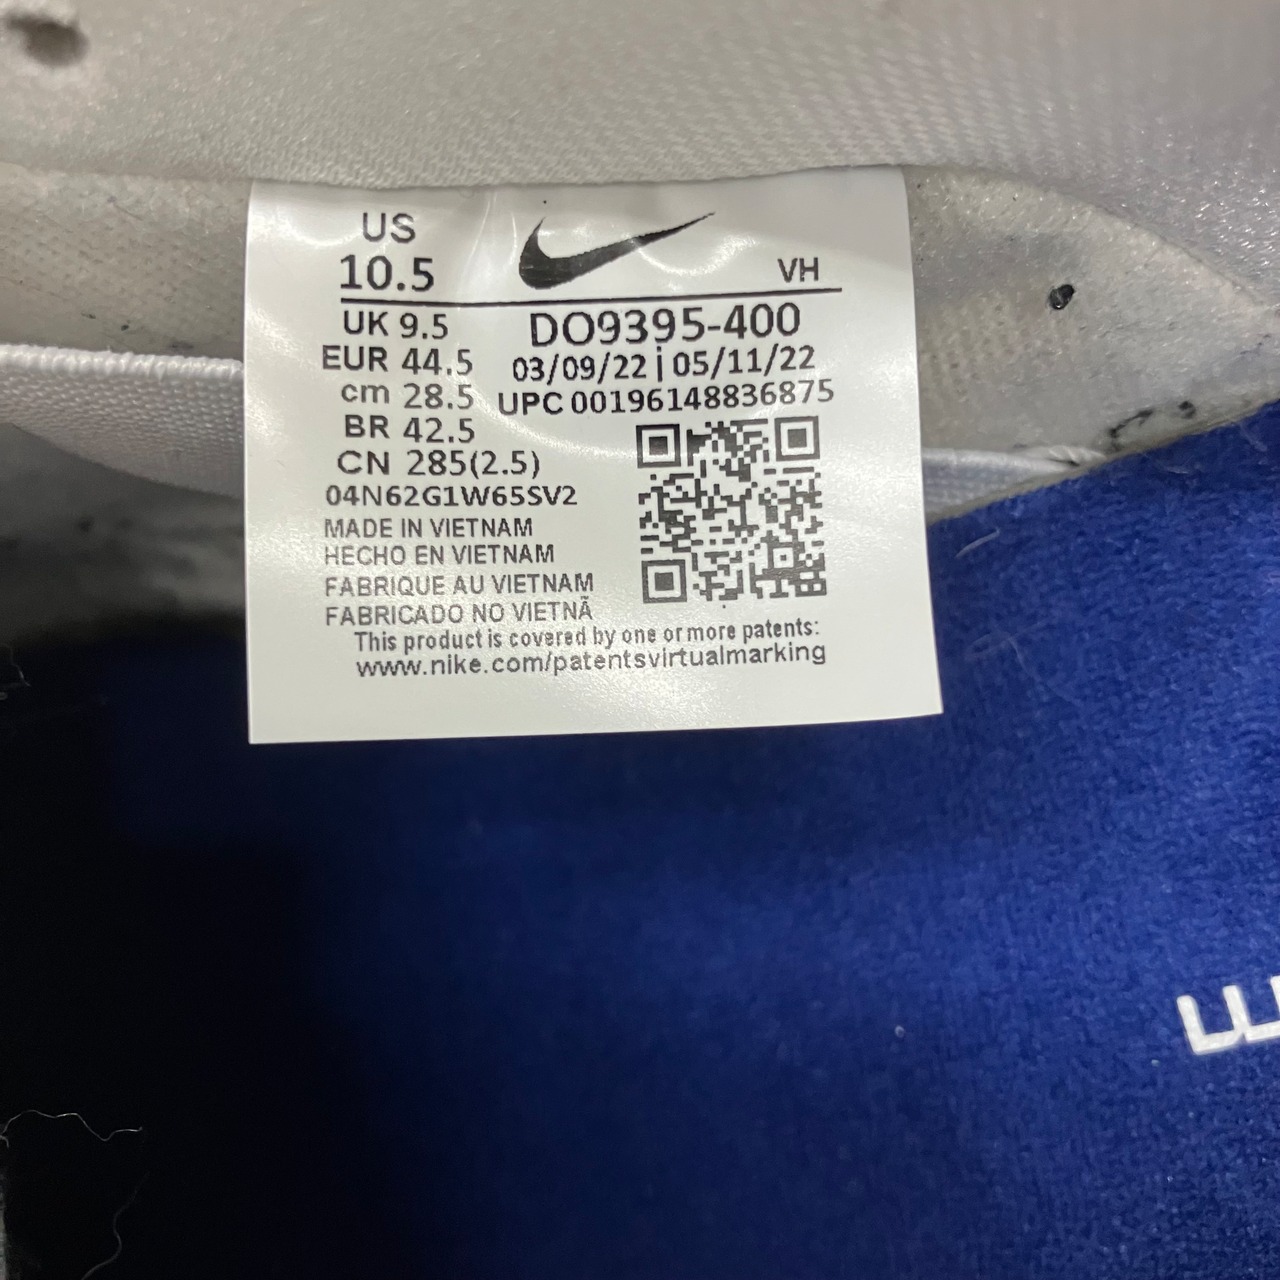 US
10.5
VH
UK 9.5
DO9395-400
EUR 44.5
03/09/22 | 05/11/22
cm 28.5
UPC 00196148836875
BR 42.5
CN 285(2.5)
04N62G1W65SV2
MADE IN VIETNAM
HECHO EN VIETNAM
FABRIQUE AU VIETNAM
FABRICADO NO VIETNÃ
This product is covered by one or more patents:
www.nike.com/patentsvirtualmarking